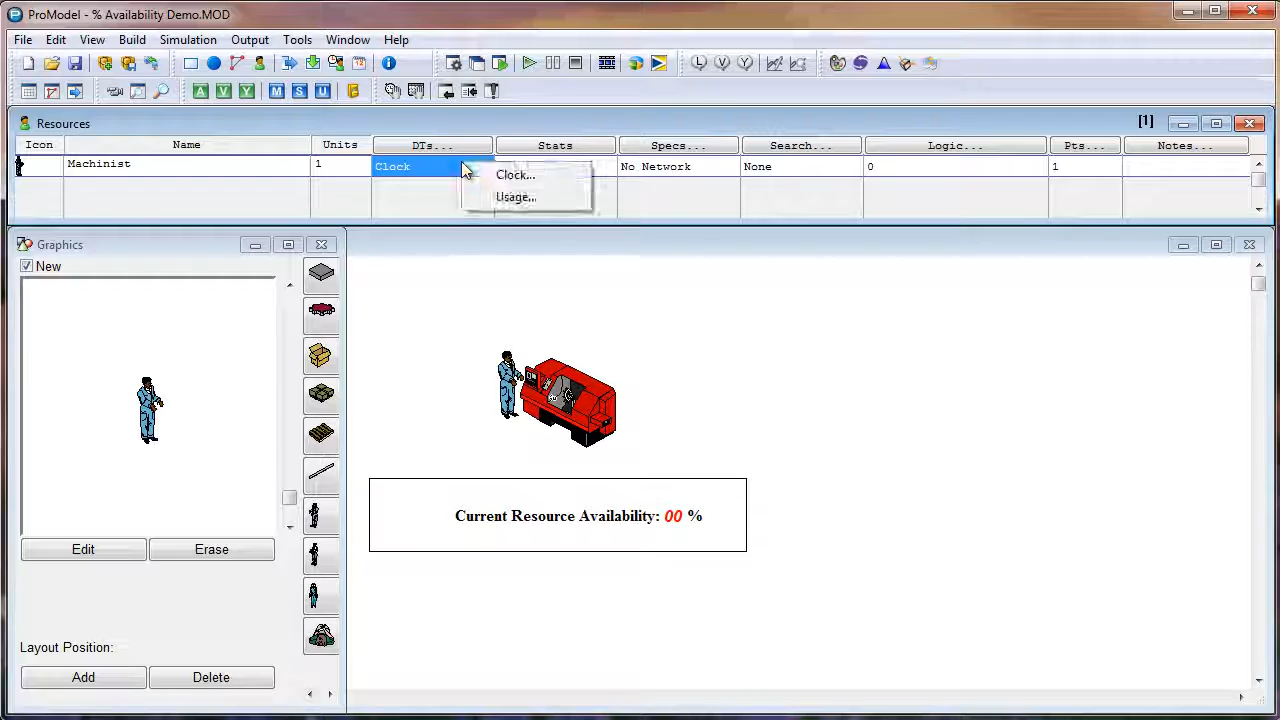 ProModel - % Availability Demo.MOD
File Edit View Build Simulation Output Tools Window Help
Resources [1]
Icon Name Units DTs... Stats Specs... Search... Logic... Pts... Notes...
Machinist 1 Clock No Network None 0 1
Clock...
Usage...
Graphics
New
Current Resource Availability: 00 %
Edit Erase
Layout Position:
Add Delete